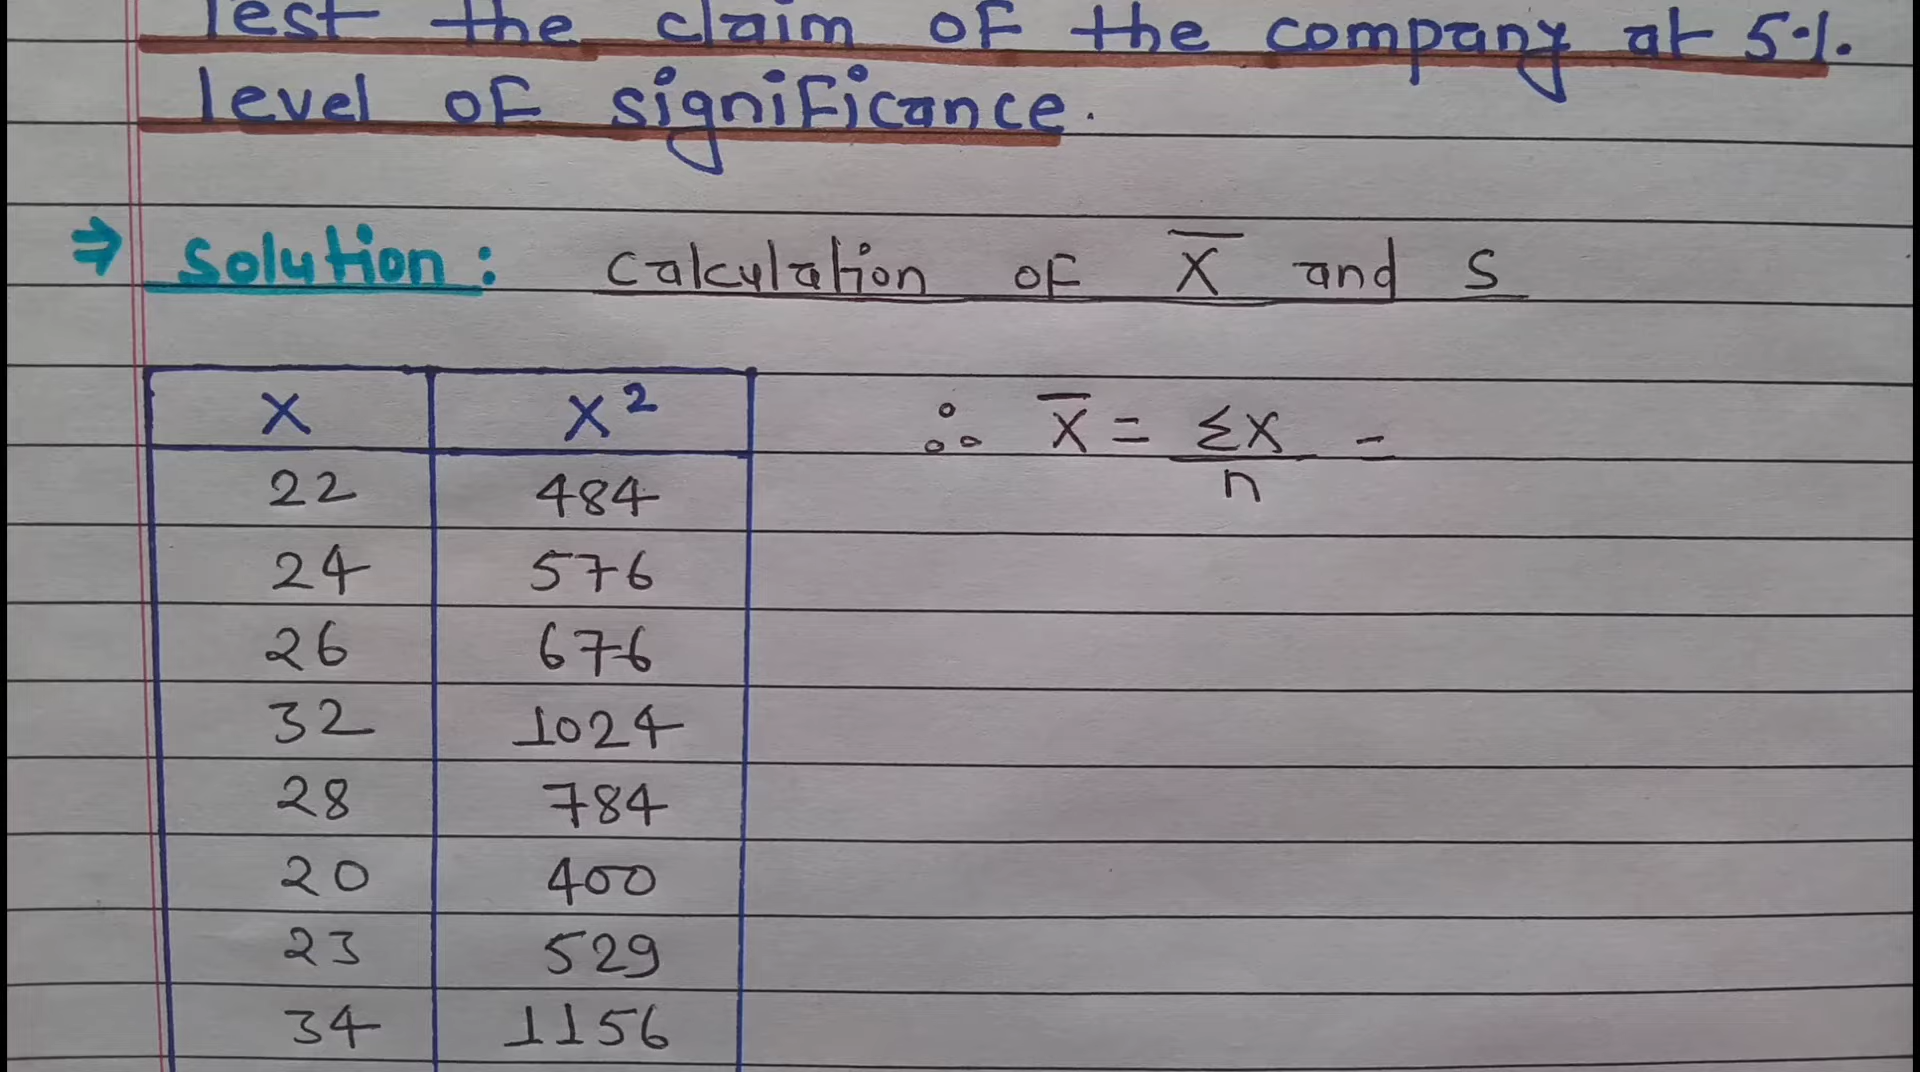 Test the claim of the company at 5%.
level of significance.
⇒ Solution: calculation of X̅ and S
X X²
∴ X̅ = ΣX/n =
22 484
24 576
26 676
32 1024
28 784
20 400
23 529
34 1156